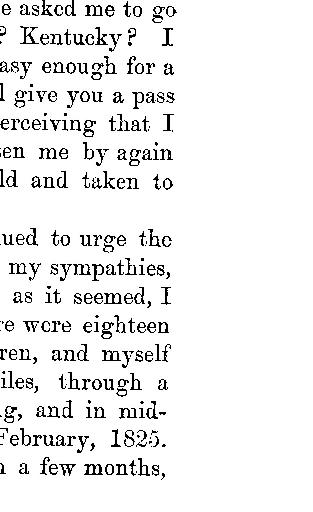 e asked me to go
? Kentucky? I
asy enough for a
l give you a pass
erceiving that I
en me by again
ld and taken to
ued to urge the
my sympathies,
as it seemed, I
re were eighteen
ren, and myself
iles, through a
g, and in mid-
February, 1825.
a few months,